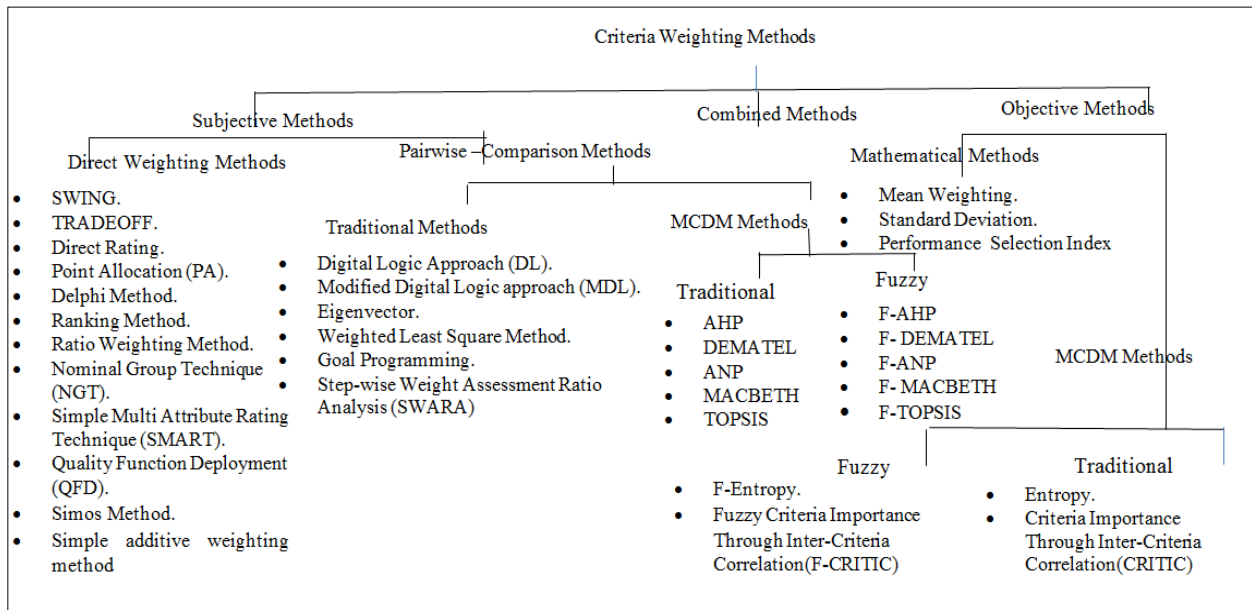 Criteria Weighting Methods
Subjective Methods
Combined Methods
Objective Methods
Direct Weighting Methods
• SWING.
• TRADEOFF.
• Direct Rating.
• Point Allocation (PA).
• Delphi Method.
• Ranking Method.
• Ratio Weighting Method.
• Nominal Group Technique
(NGT).
• Simple Multi Attribute Rating
Technique (SMART).
• Quality Function Deployment
(QFD).
• Simos Method.
• Simple additive weighting
method
Pairwise –Comparison Methods
Traditional Methods
• Digital Logic Approach (DL).
• Modified Digital Logic approach (MDL).
• Eigenvector.
• Weighted Least Square Method.
• Goal Programming.
• Step-wise Weight Assessment Ratio
Analysis (SWARA)
MCDM Methods
Traditional
• AHP
• DEMATEL
• ANP
• MACBETH
• TOPSIS
Fuzzy
• F-AHP
• F- DEMATEL
• F-ANP
• F- MACBETH
• F-TOPSIS
Mathematical Methods
• Mean Weighting.
• Standard Deviation.
• Performance Selection Index
MCDM Methods
Fuzzy
• F-Entropy.
• Fuzzy Criteria Importance
Through Inter-Criteria
Correlation(F-CRITIC)
Traditional
• Entropy.
• Criteria Importance
Through Inter-Criteria
Correlation(CRITIC)